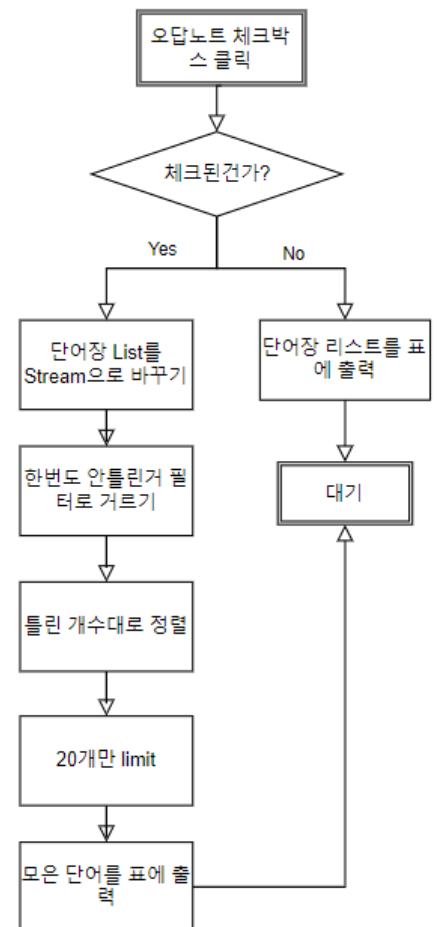 오답노트 체크박
스 클릭
체크된건가?
Yes
No
단어장 List를
Stream으로 바꾸기
단어장 리스트를 표
에 출력
한번도 안틀린거 필
터로 거르기
대기
틀린 개수대로 정렬
20개만 limit
모은 단어를 표에 출
력